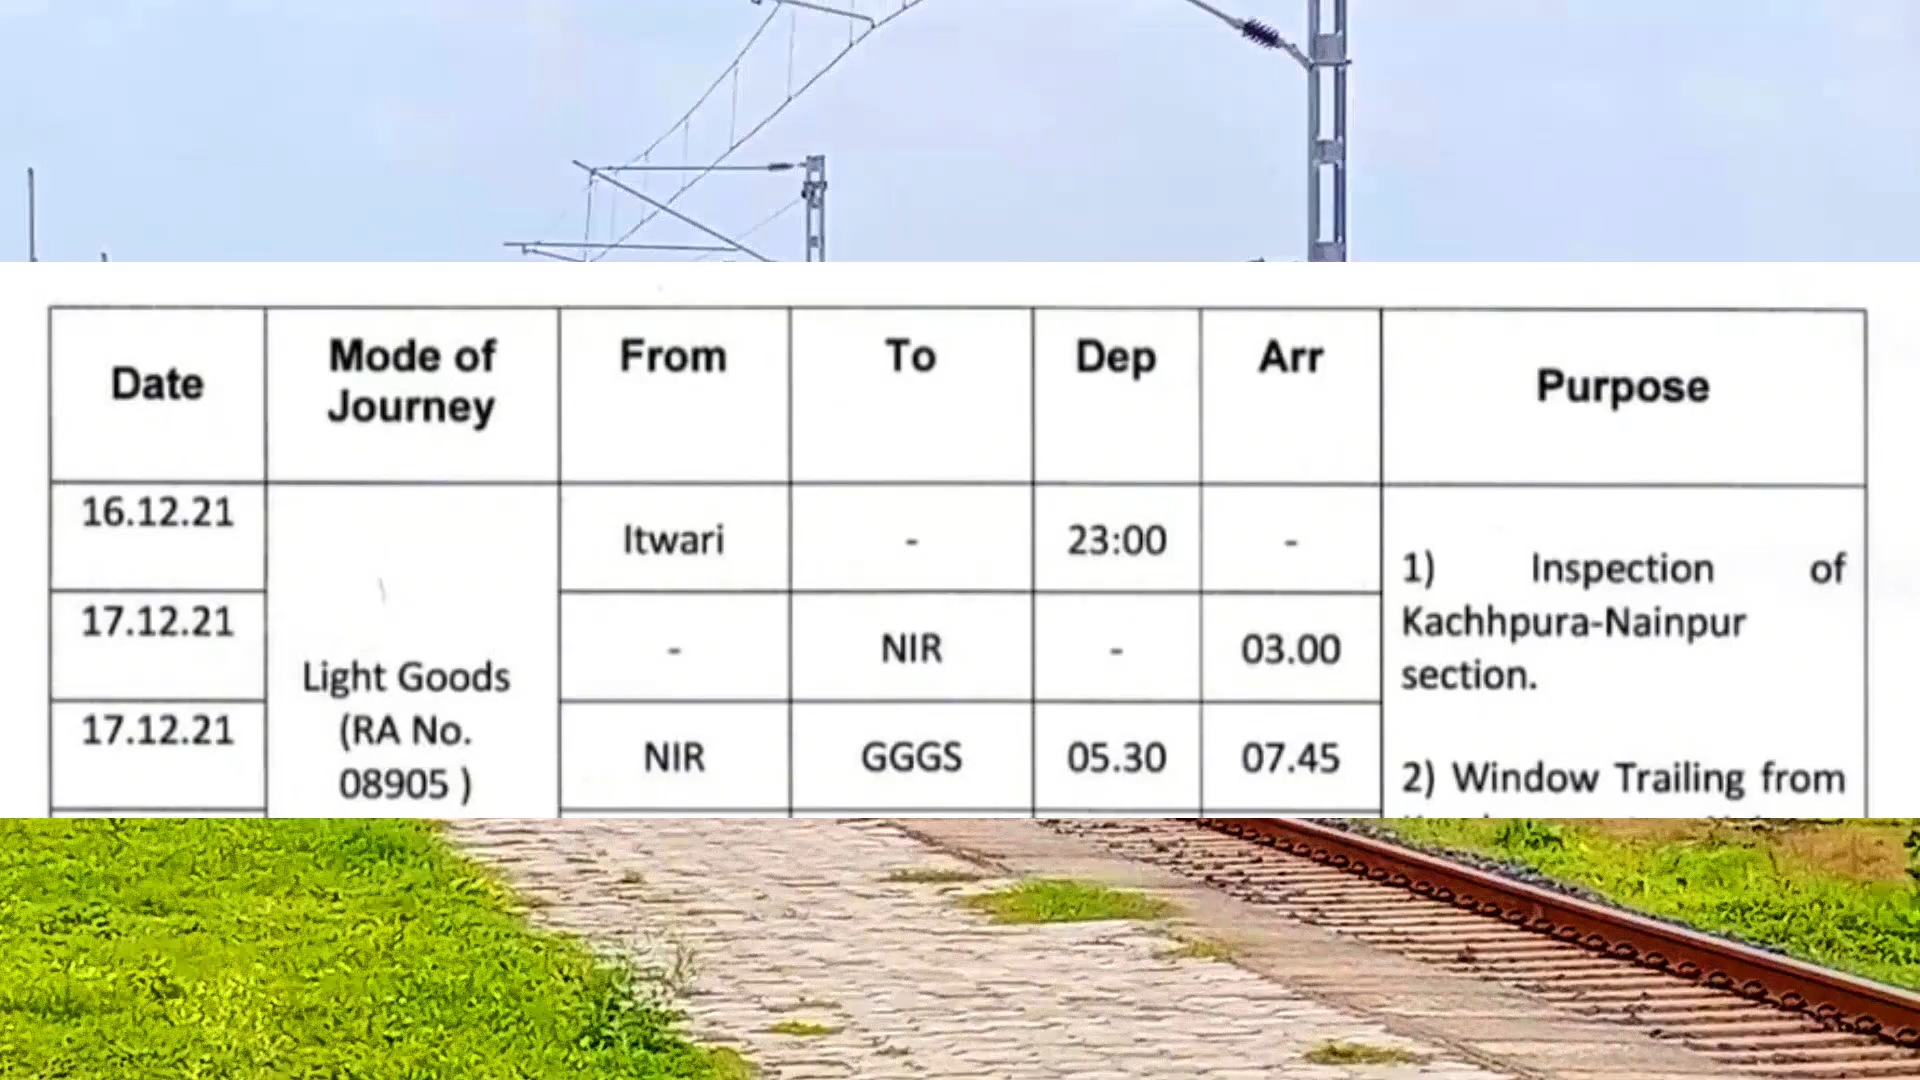 Date
Mode of
Journey
From
To
Dep
Arr
Purpose
16.12.21
Itwari
-
23:00
-
17.12.21
-
NIR
-
03.00
17.12.21
NIR
GGGS
05.30
07.45
Light Goods
(RA No.
08905 )
1) Inspection of
Kachhpura-Nainpur
section.
2) Window Trailing from